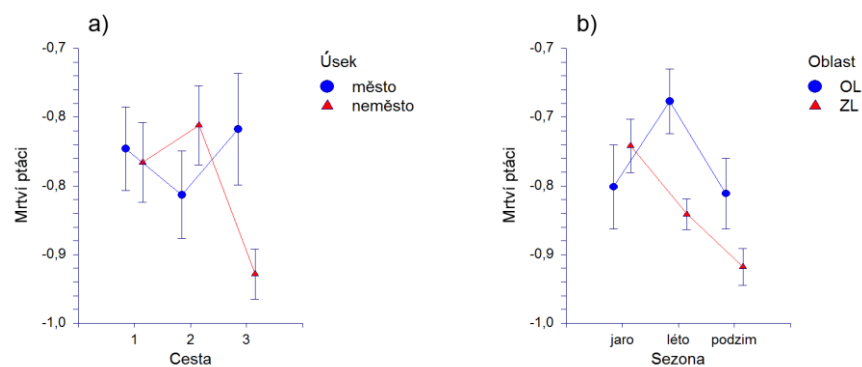 a)
-0,7
-0,8
-0,8
-0,9
-1,0
Mrtví ptáci
1 2 3
Cesta
Úsek
město
neměsto
b)
-0,7
-0,7
-0,8
-0,9
-1,0
Mrtví ptáci
jaro léto podzim
Sezona
Oblast
OL
ZL